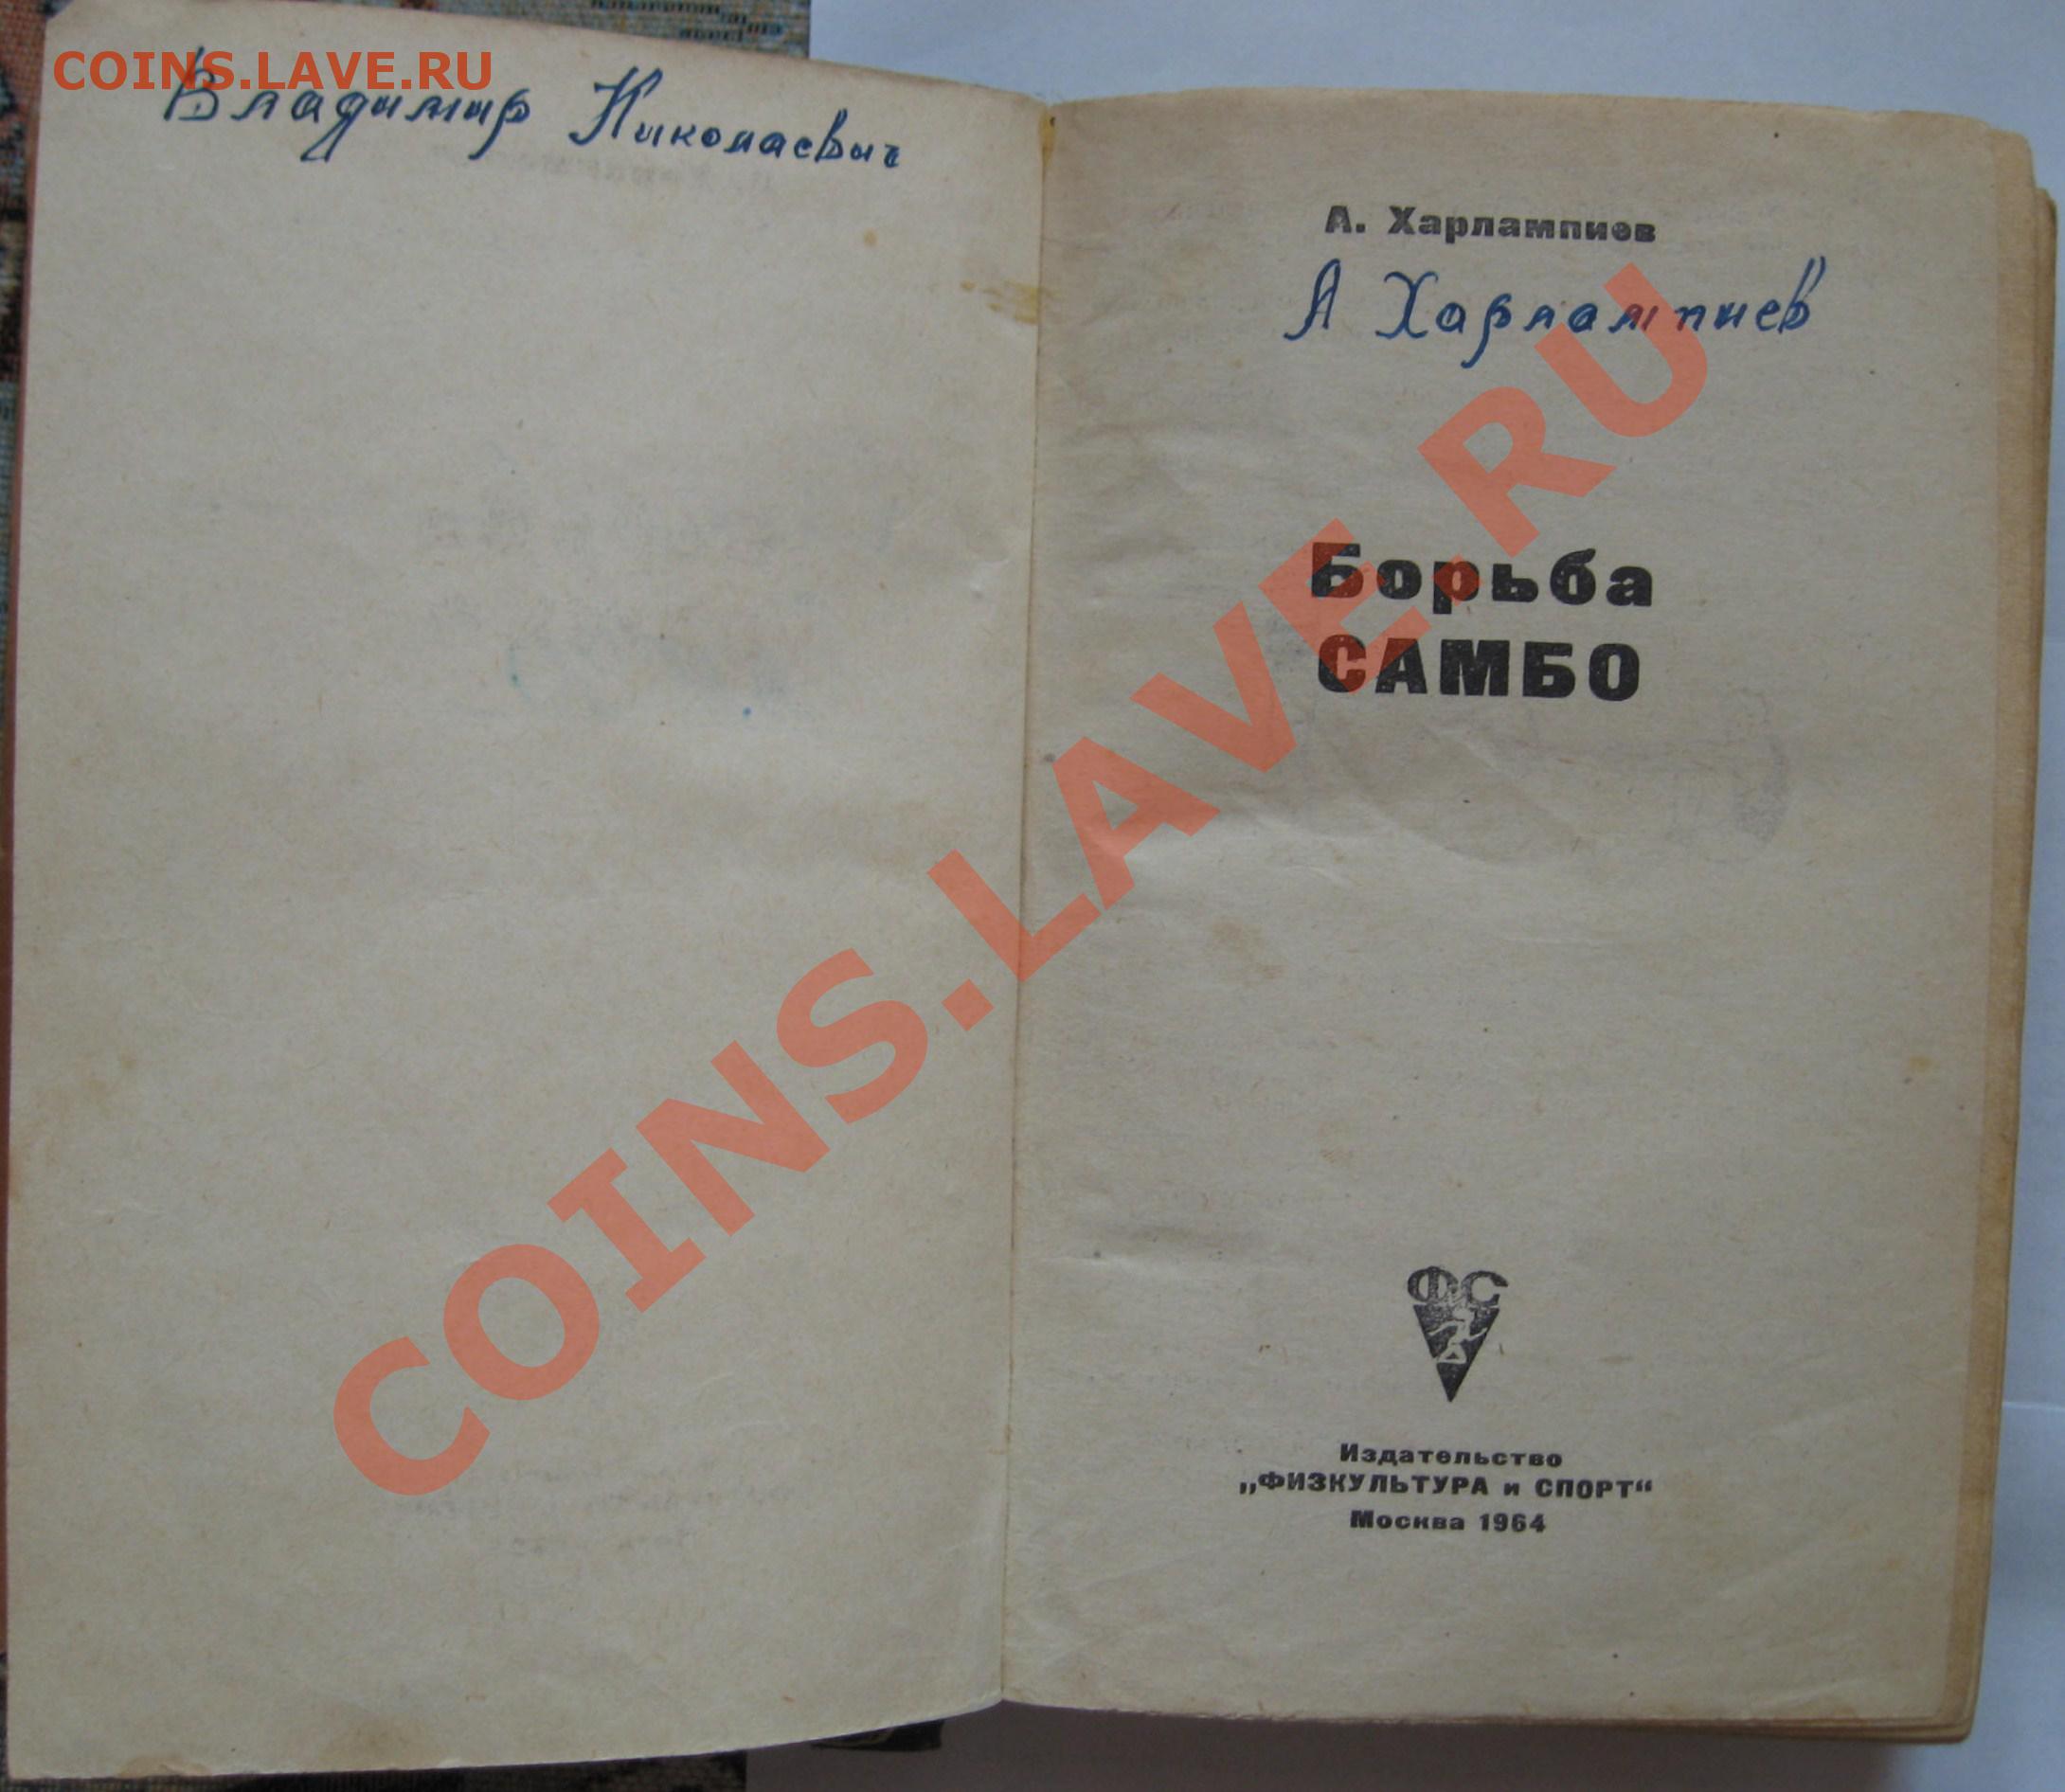 COINS.LAVE.RU
Владимир Николаевич
А. Харлампиев
А Харлампиев
Борьба
САМБО
COINS.LAVE.RU
ФС
Издательство
„ФИЗКУЛЬТУРА и СПОРТ“
Москва 1964